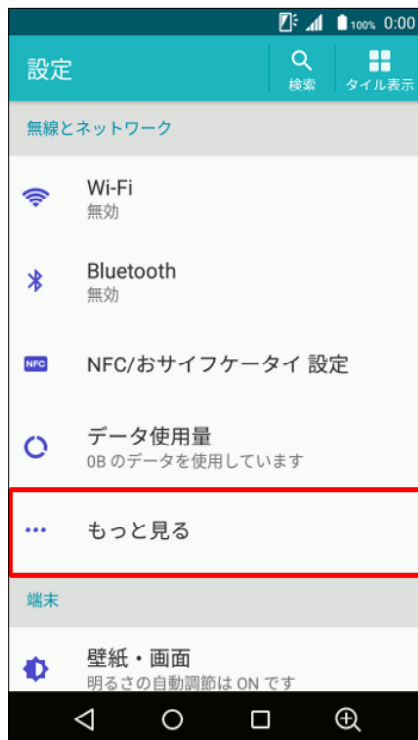 100% 0:00
設定
検索
タイル表示
無線とネットワーク
Wi-Fi
無効
Bluetooth
無効
NFC
NFC/おサイフケータイ 設定
データ使用量
0B のデータを使用しています
もっと見る
端末
壁紙・画面
明るさの自動調節は ON です